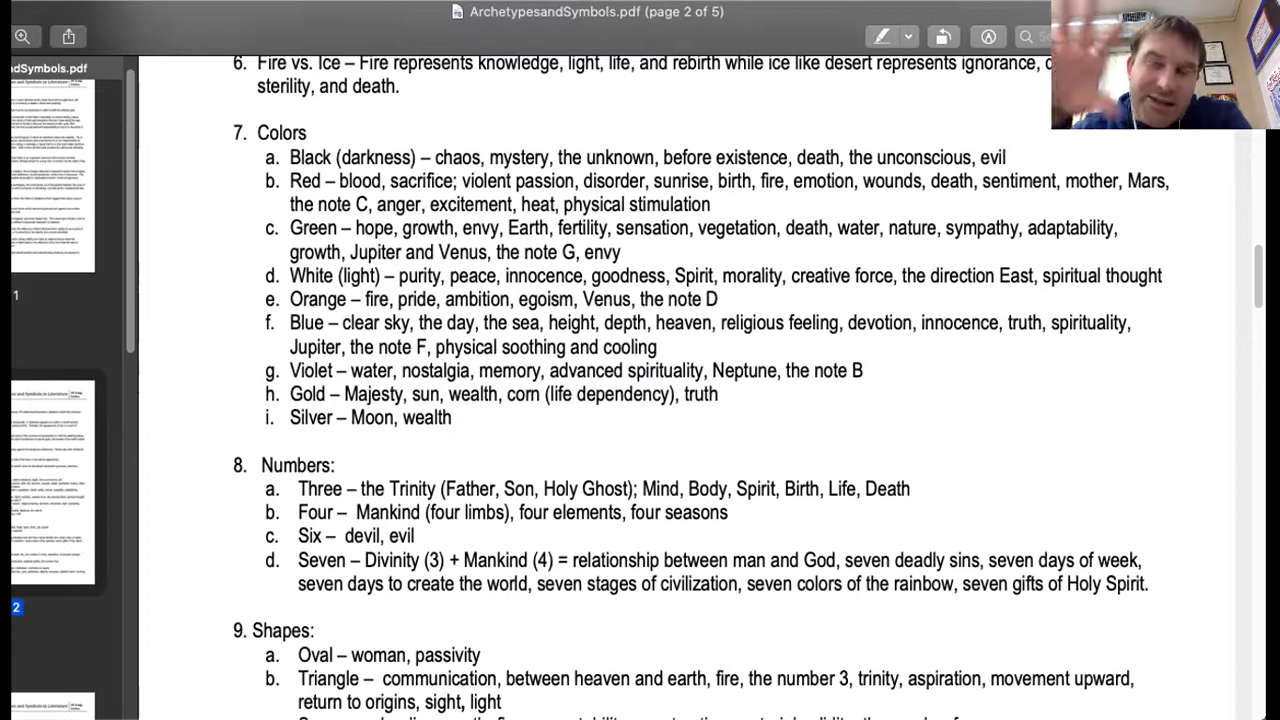 ArchetypesandSymbols.pdf (page 2 of 5)
dSymbols.pdf
6. Fire vs. Ice – Fire represents knowledge, light, life, and rebirth while ice like desert represents ignorance,
sterility, and death.
7. Colors
a. Black (darkness) – chaos, mystery, the unknown, before existence, death, the unconscious, evil
b. Red – blood, sacrifice; violent passion, disorder, sunrise, birth, fire, emotion, wounds, death, sentiment, mother, Mars,
the note C, anger, excitement, heat, physical stimulation
c. Green – hope, growth, envy, Earth, fertility, sensation, vegetation, death, water, nature, sympathy, adaptability,
growth, Jupiter and Venus, the note G, envy
d. White (light) – purity, peace, innocence, goodness, Spirit, morality, creative force, the direction East, spiritual thought
e. Orange – fire, pride, ambition, egoism, Venus, the note D
f. Blue – clear sky, the day, the sea, height, depth, heaven, religious feeling, devotion, innocence, truth, spirituality,
Jupiter, the note F, physical soothing and cooling
g. Violet – water, nostalgia, memory, advanced spirituality, Neptune, the note B
h. Gold – Majesty, sun, wealth, corn (life dependency), truth
i. Silver – Moon, wealth
1
8. Numbers:
a. Three – the Trinity (Father, Son, Holy Ghost); Mind, Body, Spirit, Birth, Life, Death
b. Four – Mankind (four limbs), four elements, four seasons
c. Six – devil, evil
d. Seven – Divinity (3) + Mankind (4) = relationship between man and God, seven deadly sins, seven days of week,
seven days to create the world, seven stages of civilization, seven colors of the rainbow, seven gifts of Holy Spirit.
2
9. Shapes:
a. Oval – woman, passivity
b. Triangle – communication, between heaven and earth, fire, the number 3, trinity, aspiration, movement upward,
return to origins, sight, light